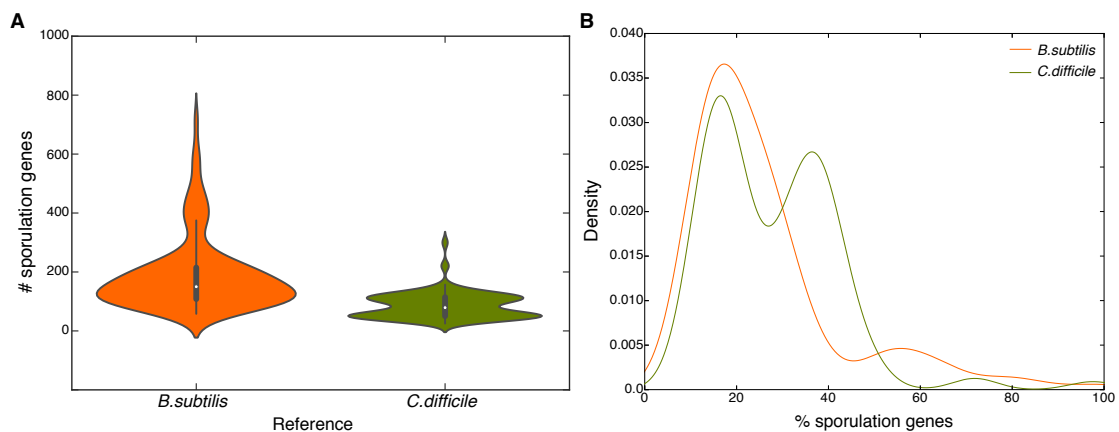 A
1000
800
600
400
200
0
# sporulation genes
B.subtilis
C.difficile
Reference
B
0.040
0.035
0.030
0.025
0.020
0.015
0.010
0.005
0.0
Density
0
20
40
60
80
100
% sporulation genes
B.subtilis
C.difficile